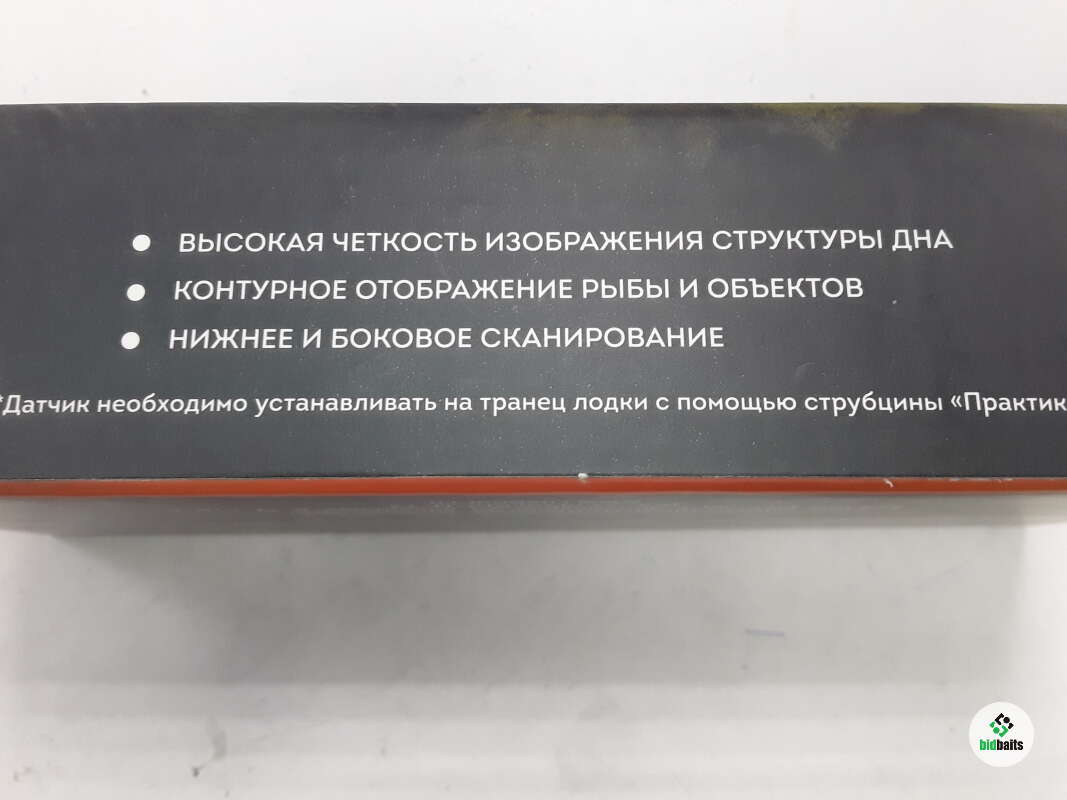 ● ВЫСОКАЯ ЧЕТКОСТЬ ИЗОБРАЖЕНИЯ СТРУКТУРЫ ДНА
● КОНТУРНОЕ ОТОБРАЖЕНИЕ РЫБЫ И ОБЪЕКТОВ
● НИЖНЕЕ И БОКОВОЕ СКАНИРОВАНИЕ
*Датчик необходимо устанавливать на транец лодки с помощью струбцины «Практик
bidbaits